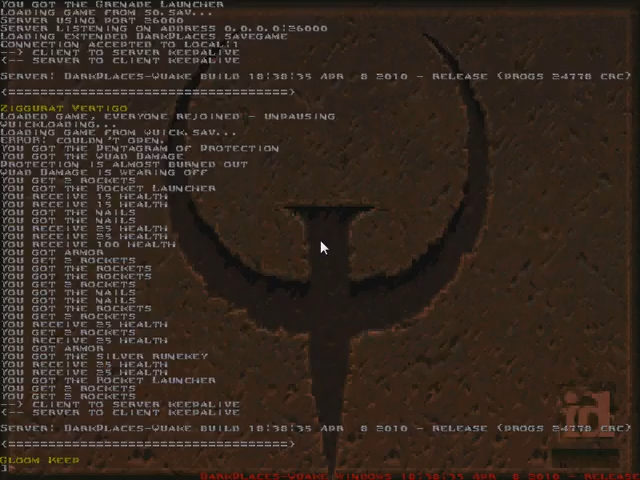 YOU GOT THE GRENADE LAUNCHER
LOADING GAME FROM S0.SAV...
SERVER USING PORT 26000
SERVER LISTENING ON ADDRESS 0.0.0.0:26000
LOADING EXTENDED DARKPLACES SAVEGAME
CONNECTION ACCEPTED TO LOCAL:1
--> CLIENT TO SERVER KEEPALIVE
<-- SERVER TO CLIENT KEEPALIVE
SERVER: DARKPLACES-QUAKE BUILD 18:38:35 APR 8 2010 - RELEASE (PROGS 24778 CRC)
<===================================>
ZIGGURAT VERTIGO
LOADED GAME, EVERYONE REJOINED - UNPAUSING
QUICKLOADING...
LOADING GAME FROM QUICK.SAV...
ERROR: COULDN'T OPEN.
YOU GOT THE PENTAGRAM OF PROTECTION
YOU GOT THE QUAD DAMAGE
PROTECTION IS ALMOST BURNED OUT
QUAD DAMAGE IS WEARING OFF
YOU GET 2 ROCKETS
YOU GOT THE ROCKET LAUNCHER
YOU RECEIVE 15 HEALTH
YOU RECEIVE 15 HEALTH
YOU GOT THE NAILS
YOU GOT THE NAILS
YOU RECEIVE 25 HEALTH
YOU RECEIVE 25 HEALTH
YOU RECEIVE 100 HEALTH
YOU GOT ARMOR
YOU GET 2 ROCKETS
YOU GOT THE ROCKETS
YOU GOT THE ROCKETS
YOU GET 2 ROCKETS
YOU GOT THE NAILS
YOU GOT THE NAILS
YOU GOT THE ROCKETS
YOU GET 2 ROCKETS
YOU RECEIVE 25 HEALTH
YOU GET 2 ROCKETS
YOU RECEIVE 25 HEALTH
YOU GOT ARMOR
YOU GOT THE SILVER RUNEKEY
YOU RECEIVE 25 HEALTH
YOU RECEIVE 25 HEALTH
YOU GOT THE ROCKET LAUNCHER
YOU GET 2 ROCKETS
YOU GET 2 ROCKETS
--> CLIENT TO SERVER KEEPALIVE
<-- SERVER TO CLIENT KEEPALIVE
SERVER: DARKPLACES-QUAKE BUILD 18:38:35 APR 8 2010 - RELEASE (PROGS 24778 CRC)
<===================================>
GLOOM KEEP
]
id
DARKPLACES-QUAKE WINDOWS 18:38:35 APR 8 2010 - RELEASE